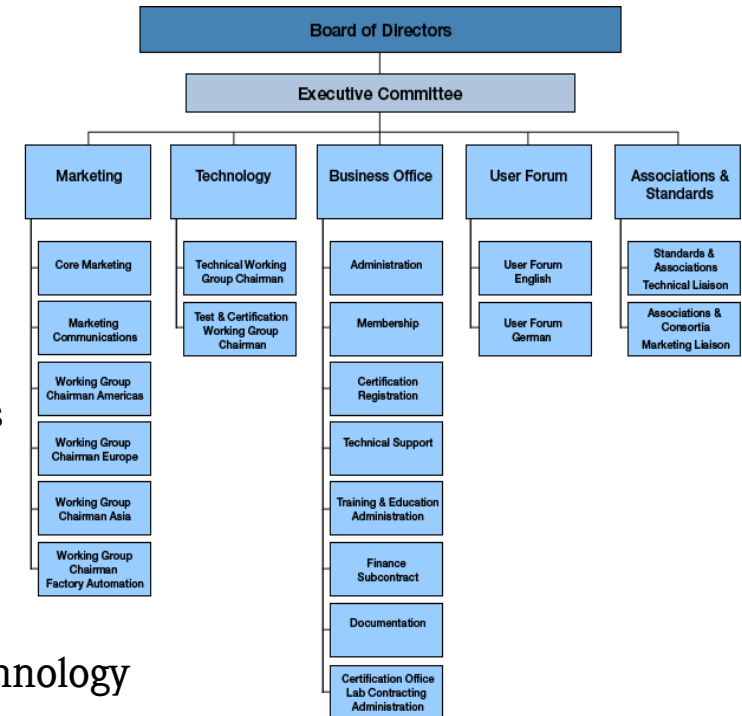 Board of Directors
Executive Committee
Marketing
Technology
Business Office
User Forum
Associations &
Standards
Core Marketing
Marketing
Communications
Working Group
Chairman Americas
Working Group
Chairman Europe
Working Group
Chairman Asia
Working Group
Chairman
Factory Automation
Technical Working
Group Chairman
Test & Certification
Working Group
Chairman
Administration
Membership
Certification
Registration
Technical Support
Training & Education
Administration
Finance
Subcontract
Documentation
Certification Office
Lab Contracting
Administration
User Forum
English
User Forum
German
Standards &
Associations
Technical Liaison
Associations &
Consortia
Marketing Liaison
s
hnology